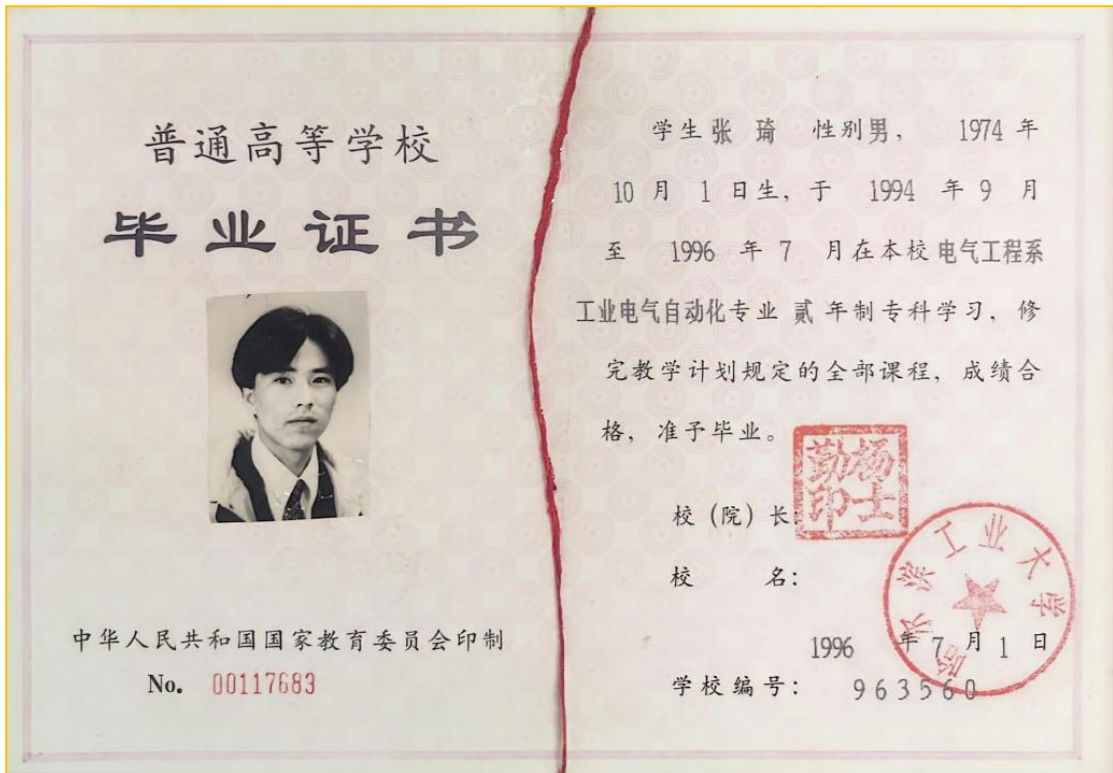 普通高等学校
毕业证书
中华人民共和国国家教育委员会印制
No. 00117683
学生 张 琦 性别 男, 1974 年
10 月 1 日生, 于 1994 年 9 月
至 1996 年 7 月在本校 电气工程系
工业电气自动化专业 贰 年制专科学习, 修
完教学计划规定的全部课程, 成绩合
格, 准予毕业。
杨士勤印
校 (院) 长:
校 名:
哈尔滨工业大学
1996 年 7 月 1 日
学校编号: 963560